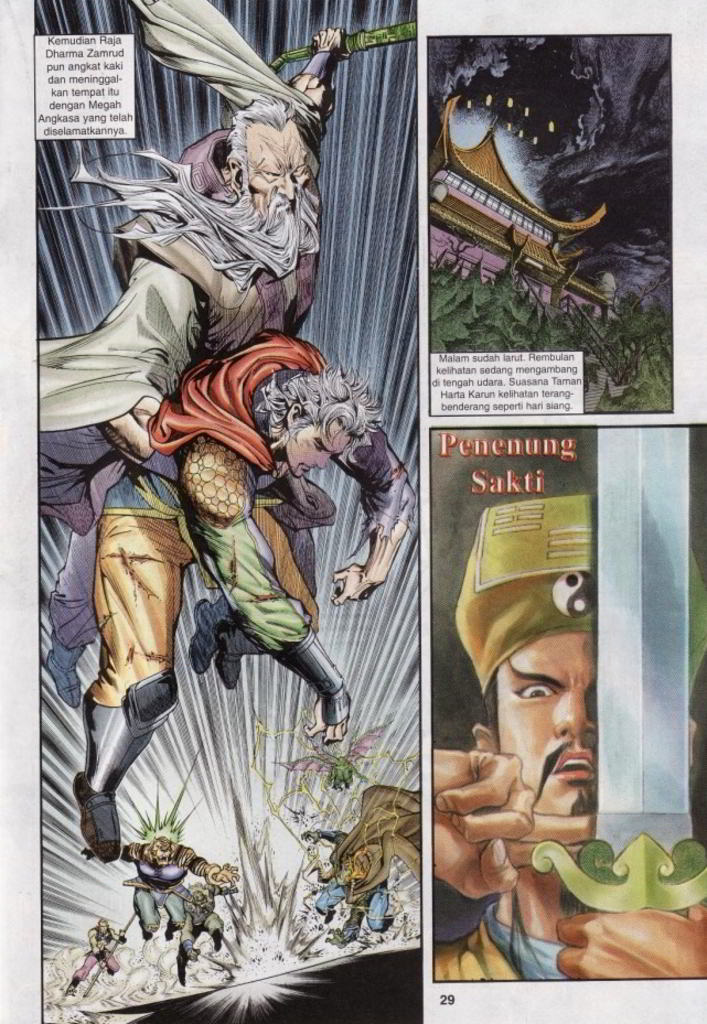 Kemudian Raja
Dharma Zamrud
pun angkat kaki
dan meninggal-
kan tempat itu
dengan Megah
Angkasa yang telah
diselamatkannya.
Malam sudah larut. Rembulan
kelihatan sedang mengambang
di tengah udara. Suasana Taman
Harta Karun kelihatan terang-
benderang seperti hari siang.
Penenung
Sakti
29